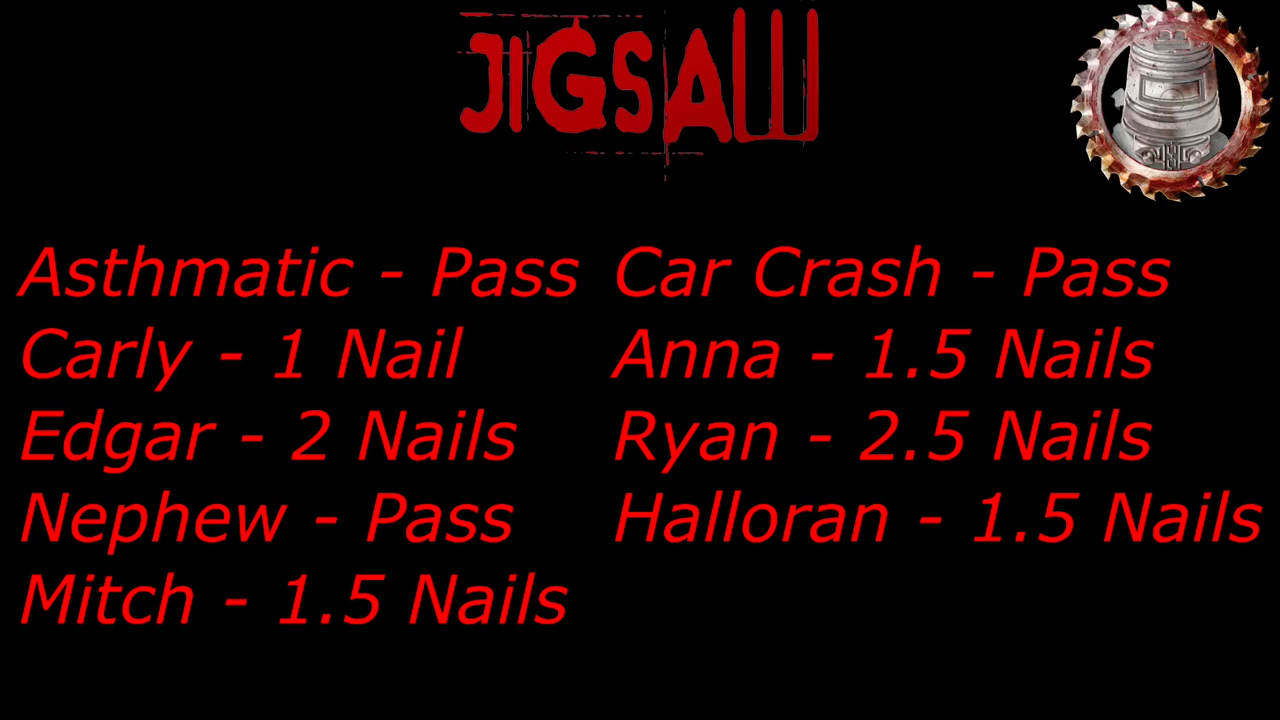 JIGSAW
Asthmatic - Pass
Carly - 1 Nail
Edgar - 2 Nails
Nephew - Pass
Mitch - 1.5 Nails
Car Crash - Pass
Anna - 1.5 Nails
Ryan - 2.5 Nails
Halloran - 1.5 Nails